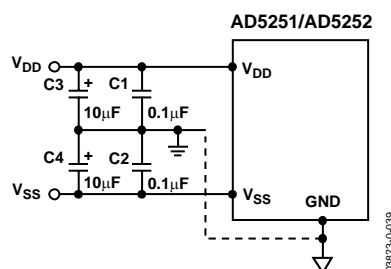 AD5251/AD5252
VDD
C3
+
C1
VDD
10μF
0.1μF
C4
+
C2
10μF
0.1μF
VSS
VSS
GND
03823-0-039